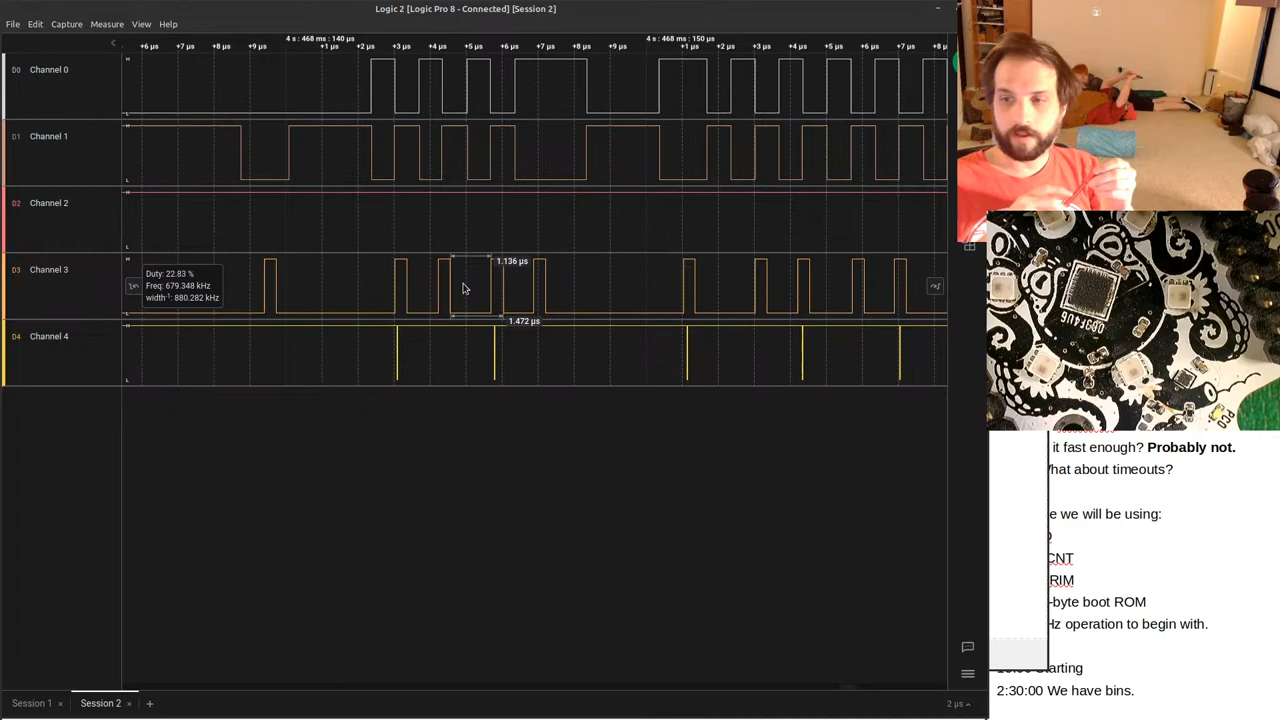 Logic 2 [Logic Pro 8 - Connected] [Session 2]
File Edit Capture Measure View Help
4 s : 468 ms : 140 µs 4 s : 468 ms : 150 µs
+6 µs +7 µs +8 µs +9 µs +1 µs +2 µs +3 µs +4 µs +5 µs +6 µs +7 µs +8 µs +9 µs +1 µs +2 µs +3 µs +4 µs +5 µs +6 µs +7 µs +8 µ
D0 Channel 0 H L
D1 Channel 1 H L
D2 Channel 2 H L
D3 Channel 3 H L
Duty: 22.83 %
Freq: 679.348 kHz
width⁻¹: 880.282 kHz
1.136 µs
1.472 µs
D4 Channel 4 H L
PC0
it fast enough? Probably not.
hat about timeouts?
e we will be using:
CNT
RIM
-byte boot ROM
Hz operation to begin with.
Starting
2:30:00 We have bins.
Session 1 × Session 2 × +
2 µs